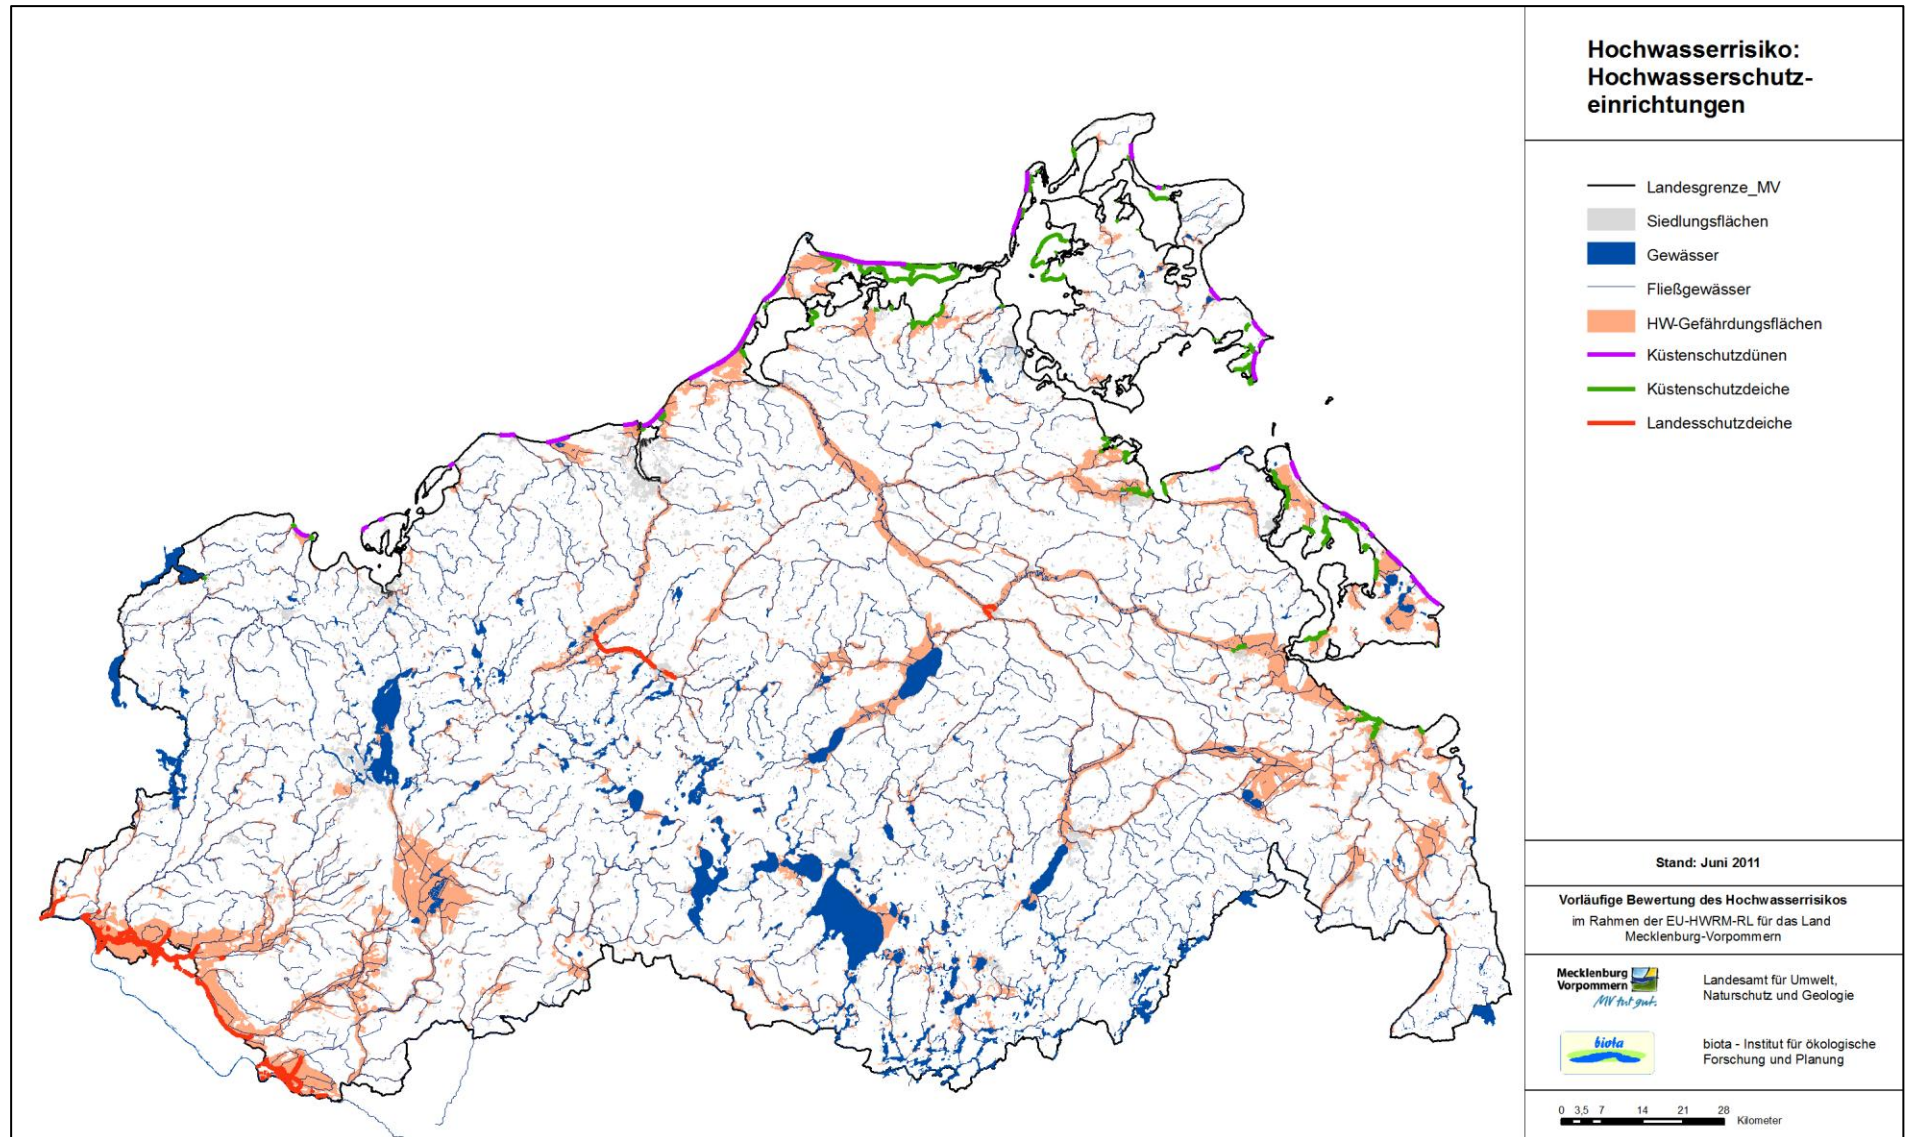 Hochwasserrisiko:
Hochwasserschutz-
einrichtungen
Landesgrenze_MV
Siedlungsflächen
Gewässer
Fließgewässer
HW-Gefährdungsflächen
Küstenschutzdünen
Küstenschutzdeiche
Landesschutzdeiche
Stand: Juni 2011
Vorläufige Bewertung des Hochwasserrisikos
im Rahmen der EU-HWRM-RL für das Land
Mecklenburg-Vorpommern
Mecklenburg
Vorpommern
MV tut gut.
Landesamt für Umwelt,
Naturschutz und Geologie
biota
biota - Institut für ökologische
Forschung und Planung
0 3,5 7 14 21 28
Kilometer